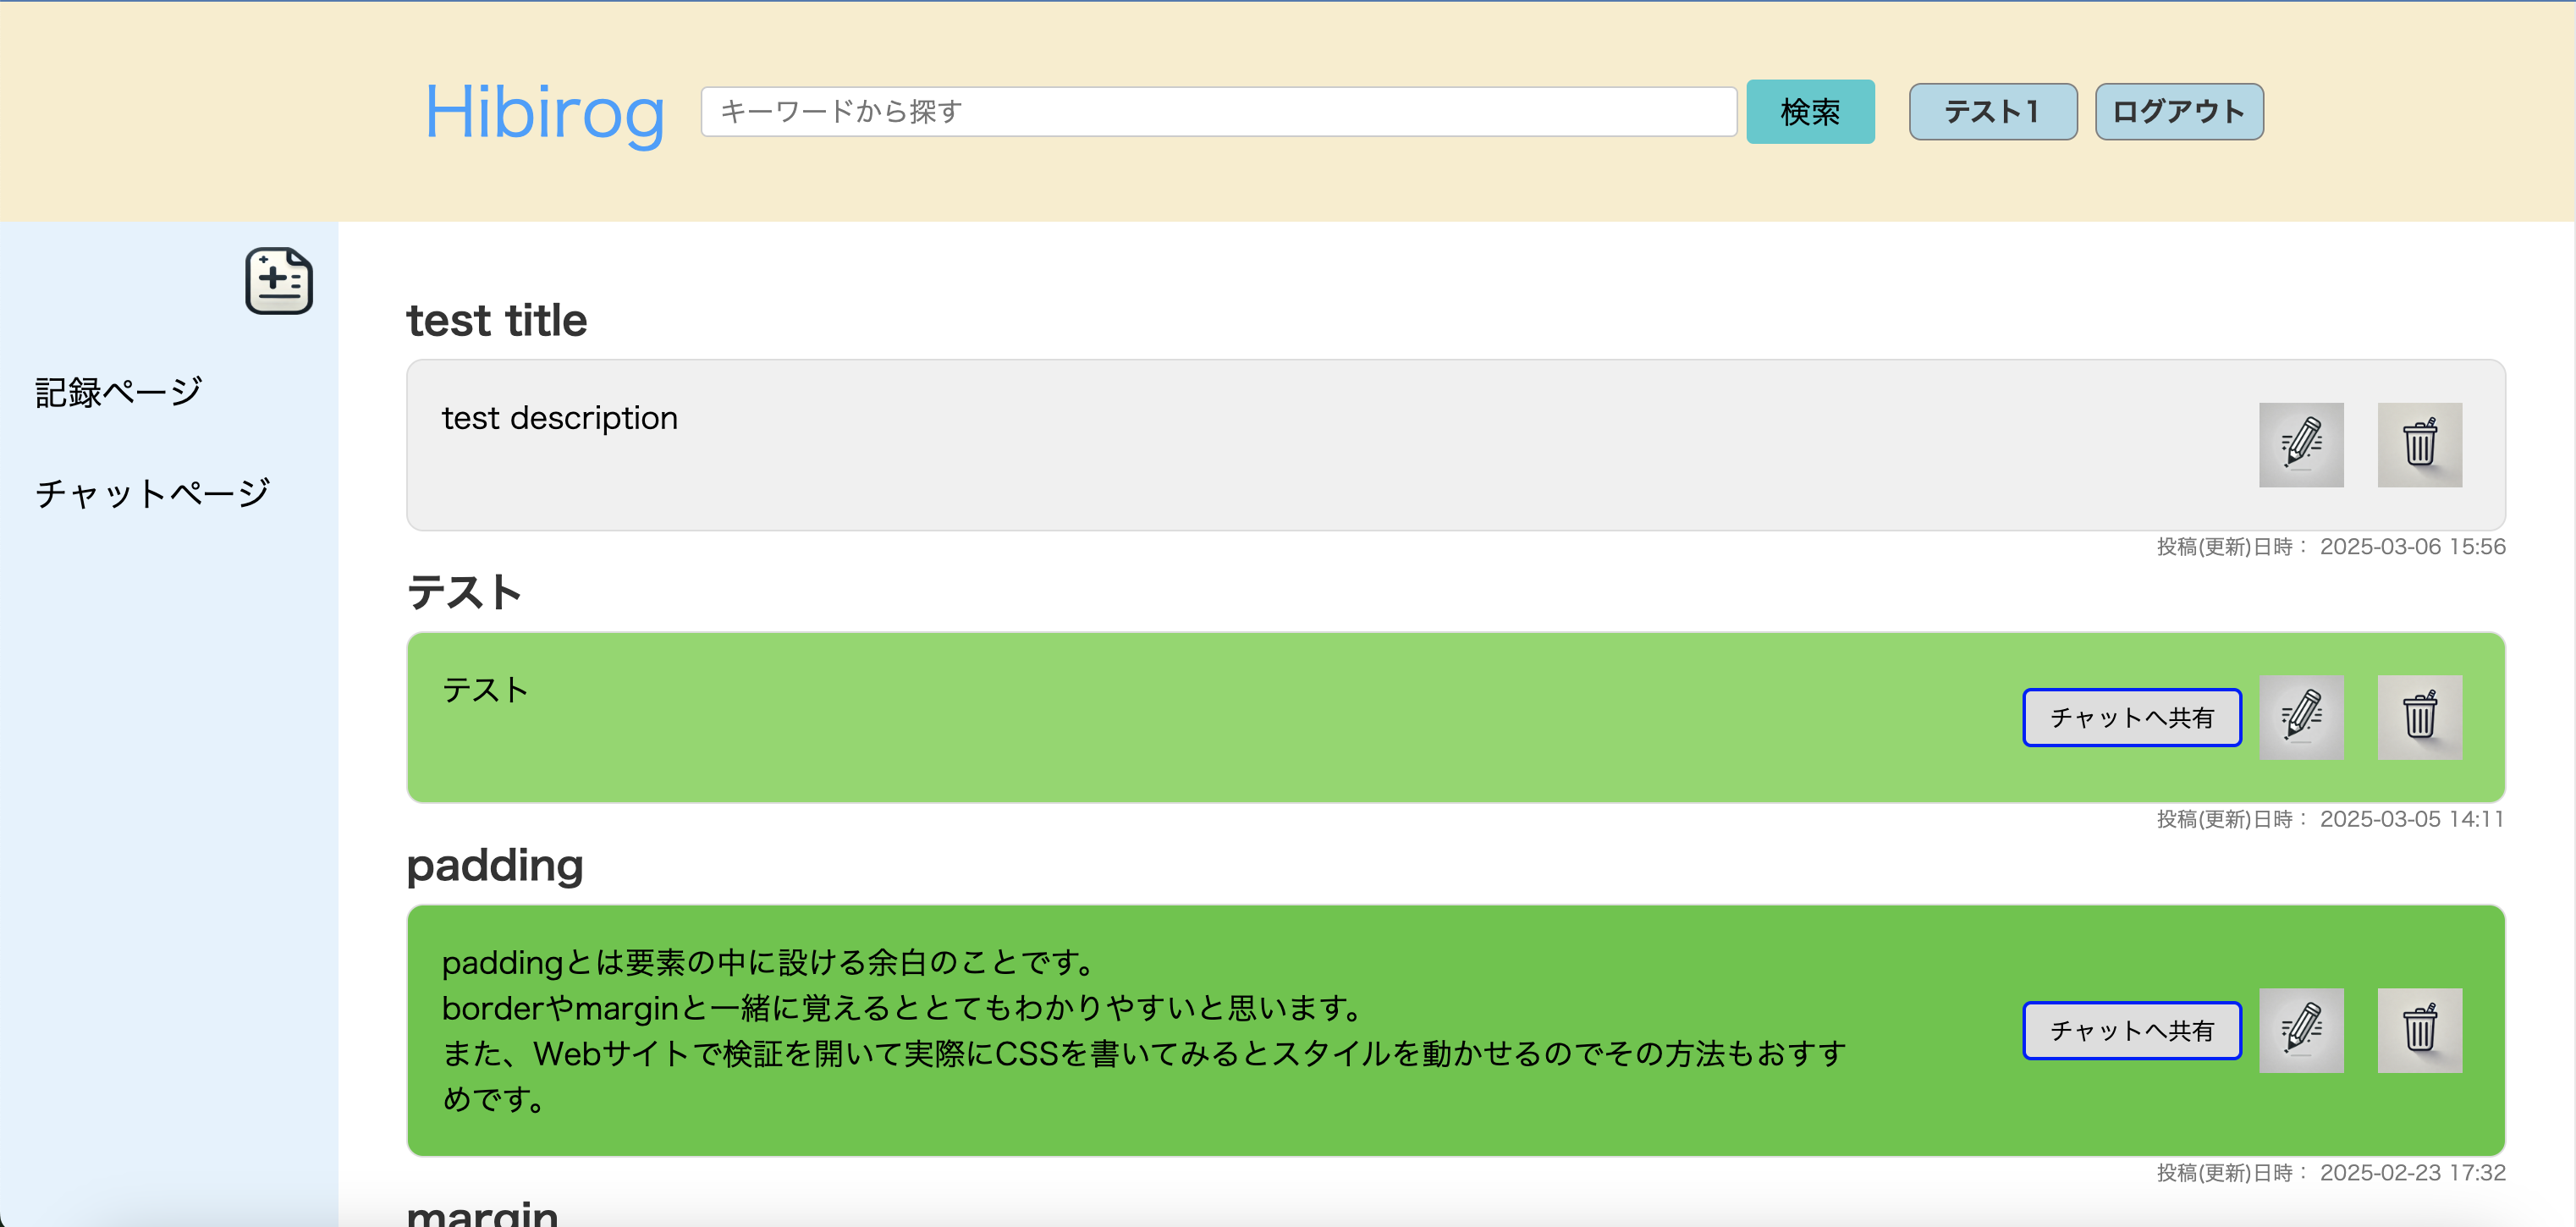 Hibirog
キーワードから探す
検索
テスト1
ログアウト
記録ページ
チャットページ
test title
test description
投稿(更新)日時： 2025-03-06 15:56
テスト
テスト
チャットへ共有
投稿(更新)日時： 2025-03-05 14:11
padding
paddingとは要素の中に設ける余白のことです。
borderやmarginと一緒に覚えるととてもわかりやすいと思います。
また、Webサイトで検証を開いて実際にCSSを書いてみるとスタイルを動かせるのでその方法もおすす
めです。
チャットへ共有
投稿(更新)日時： 2025-02-23 17:32
margin